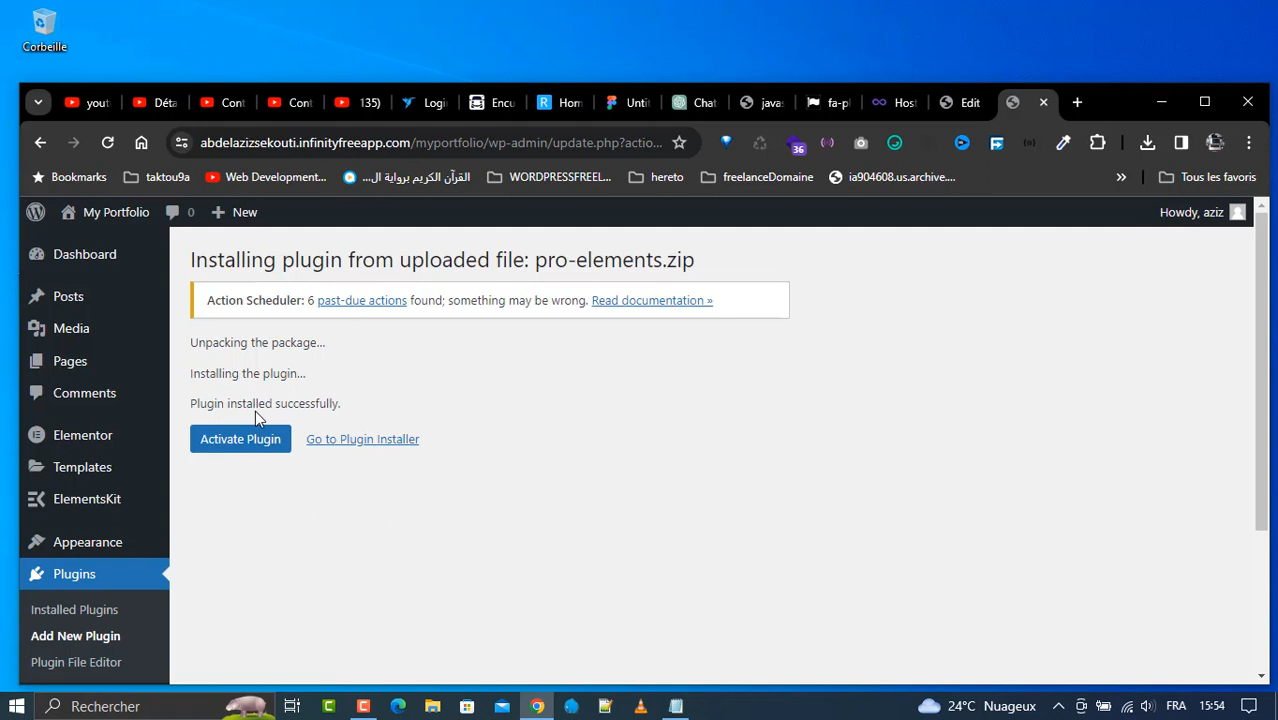 Corbeille
yout
Déta
Cont
Cont
135)
Login
Encu
Hom
Unti
Chat
javas
fa-pl
Host
Edit
abdelazizsekouti.infinityfreeapp.com/myportfolio/wp-admin/update.php?actio...
36
Bookmarks
taktou9a
Web Development...
القرآن الكريم برواية ال...
WORDPRESSFREEL...
hereto
freelanceDomaine
ia904608.us.archive....
»
Tous les favoris
My Portfolio
0
New
Howdy, aziz
Dashboard
Posts
Media
Pages
Comments
Elementor
Templates
ElementsKit
Appearance
Plugins
Installed Plugins
Add New Plugin
Plugin File Editor
Installing plugin from uploaded file: pro-elements.zip
Action Scheduler: 6 past-due actions found; something may be wrong. Read documentation »
Unpacking the package...
Installing the plugin...
Plugin installed successfully.
Activate Plugin
Go to Plugin Installer
Rechercher
24°C Nuageux
FRA
15:54